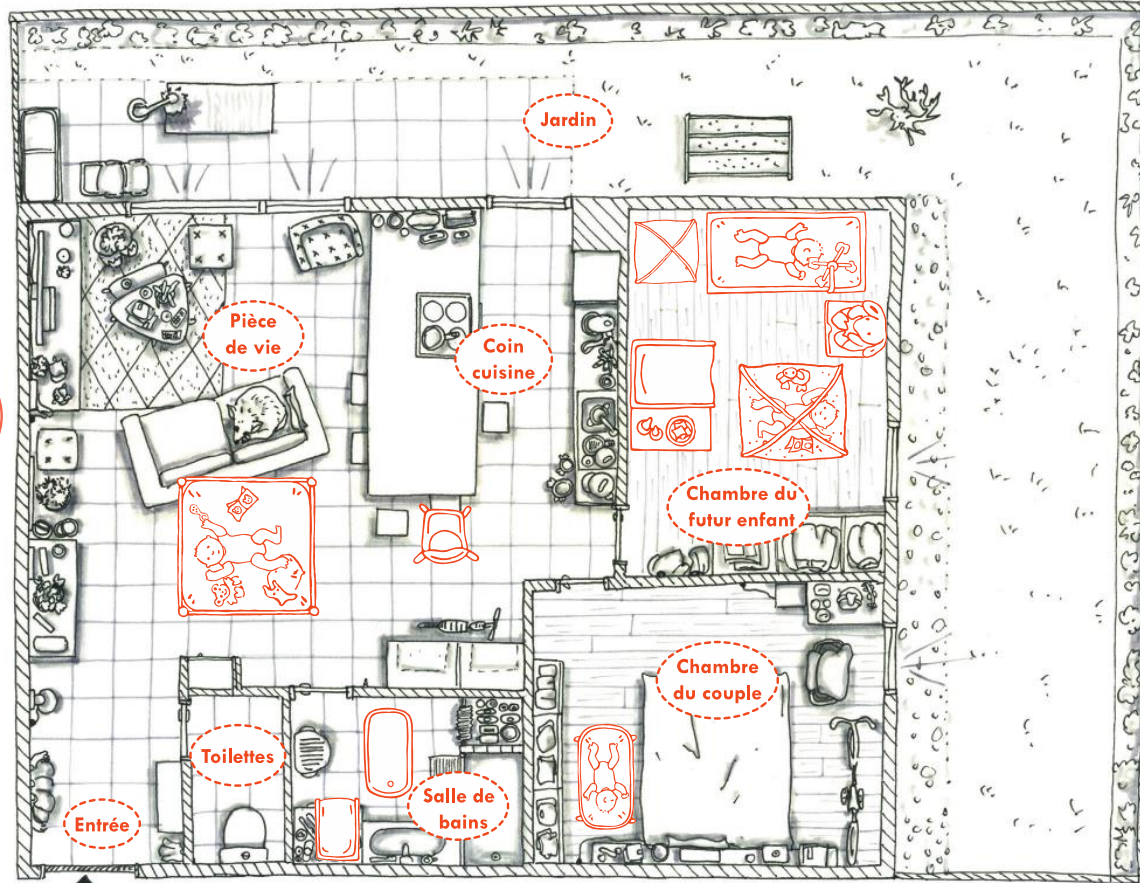 Jardin
Pièce
de vie
Coin
cuisine
Chambre du
futur enfant
Chambre
du couple
Toilettes
Salle de
bains
Entrée